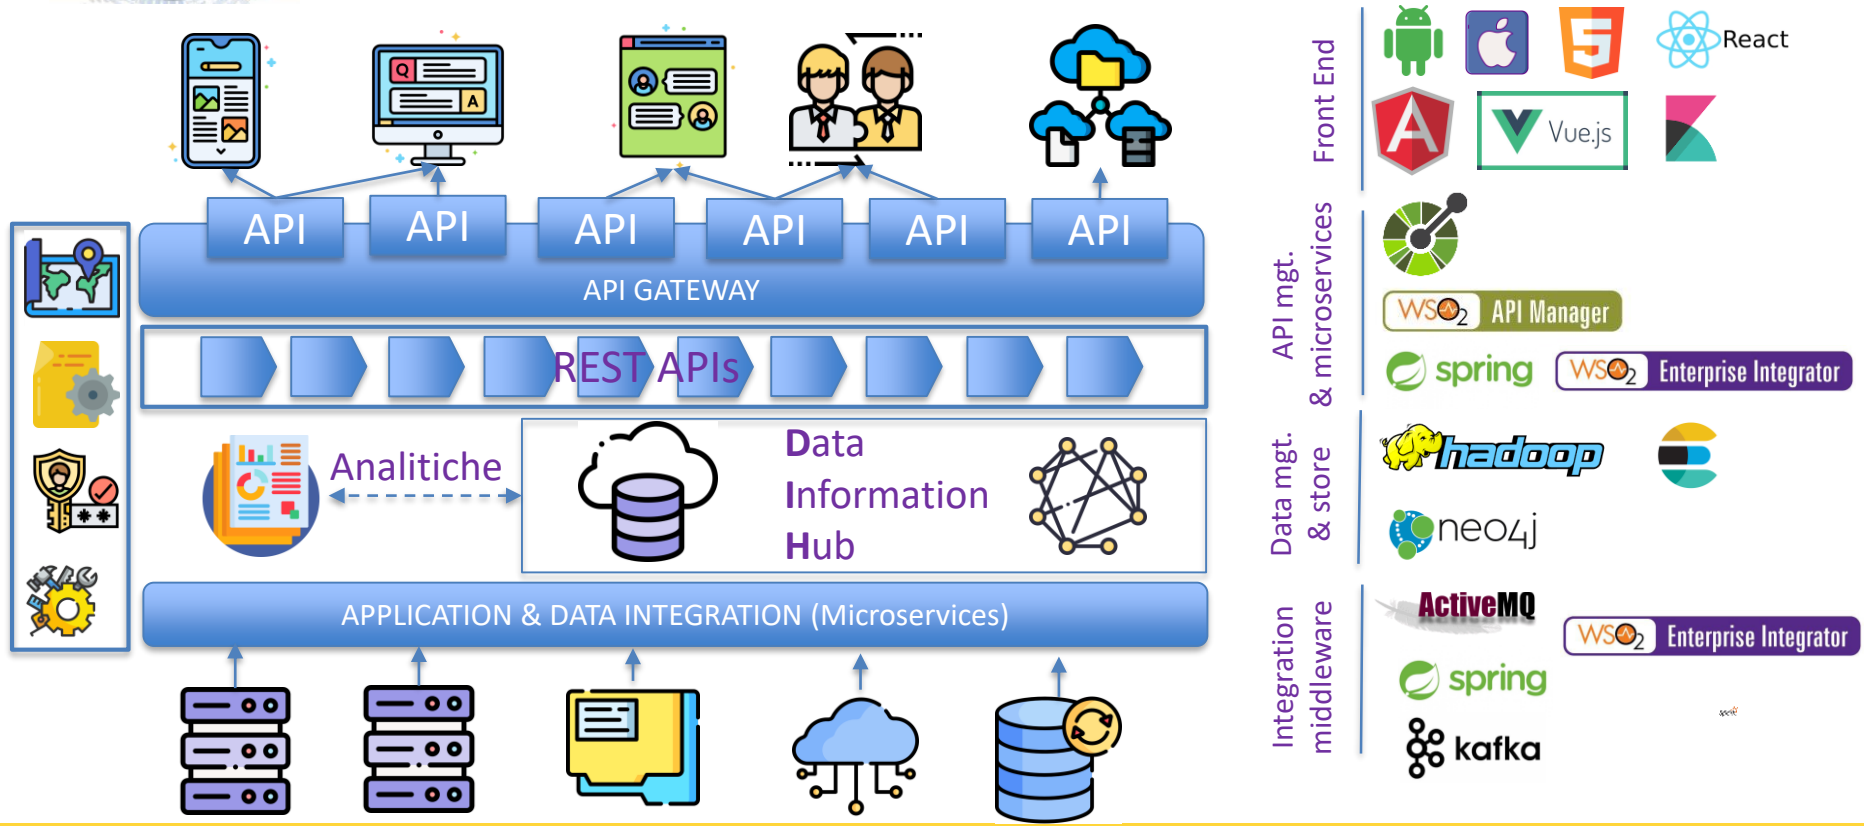 Q
A
API
API
API
API
API
API
API GATEWAY
REST APIs
Analitiche
Data
Information
Hub
APPLICATION & DATA INTEGRATION (Microservices)
Front End
React
Vue.js
API mgt.
& microservices
WSO2 API Manager
spring
WSO2 Enterprise Integrator
Data mgt.
& store
hadoop
neo4j
Integration
middleware
ActiveMQ
WSO2 Enterprise Integrator
spring
kafka